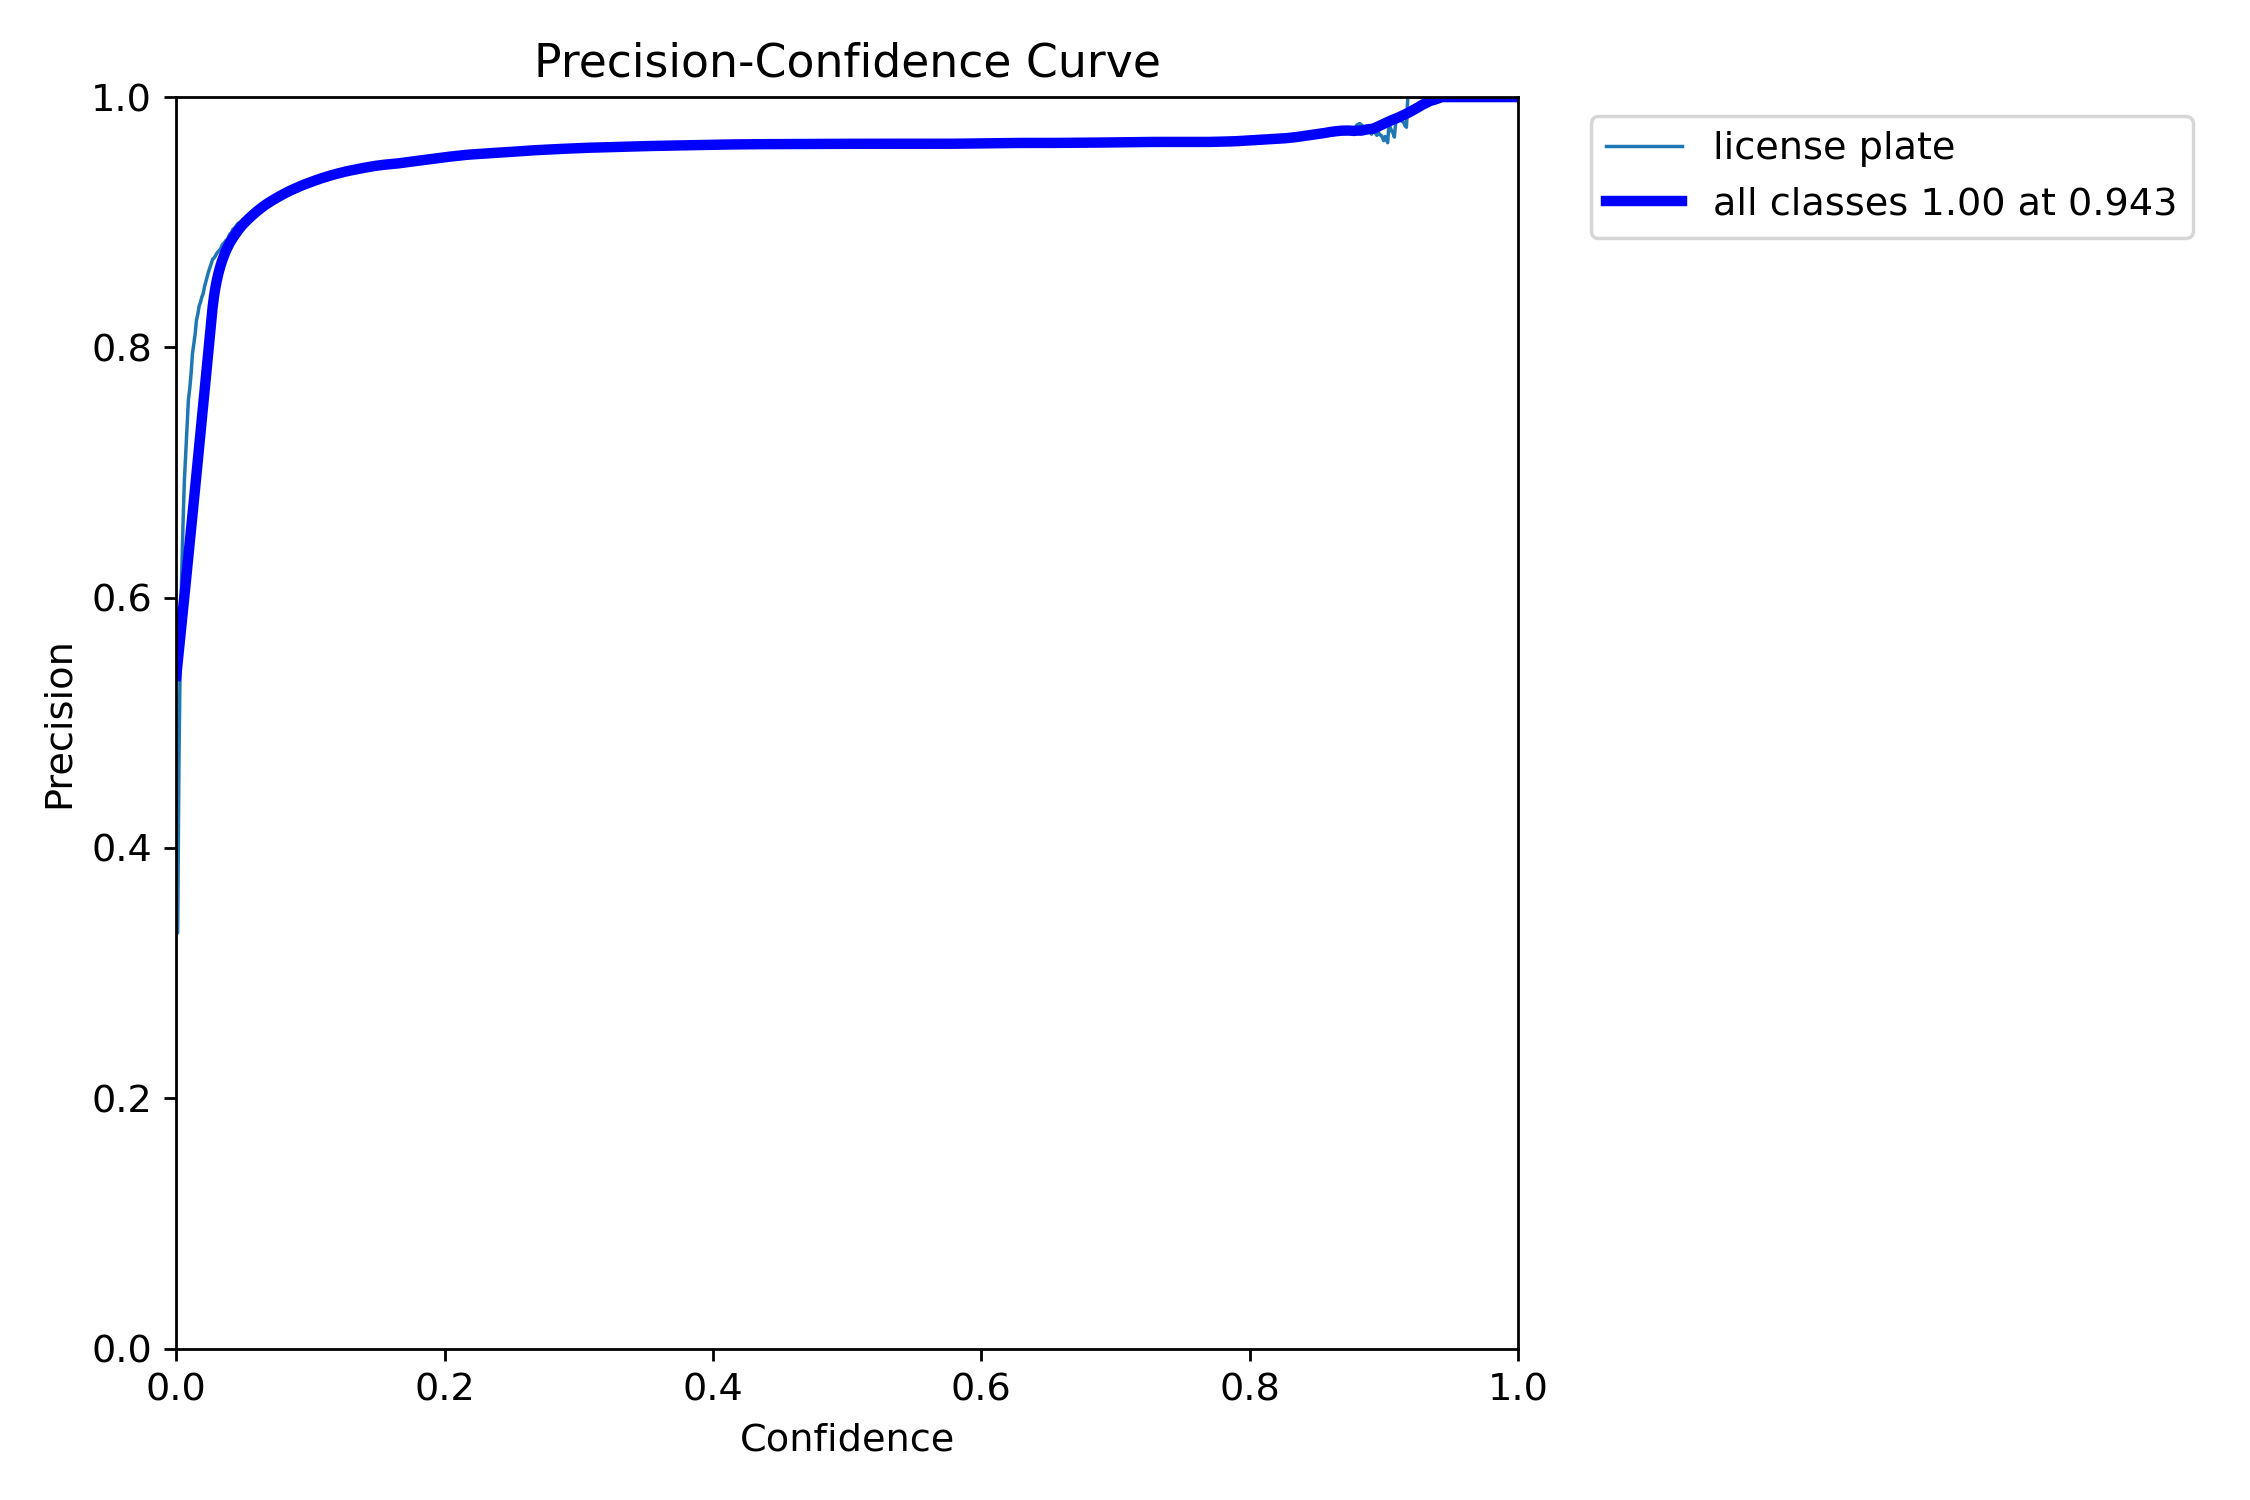 Precision-Confidence Curve
1.0
0.8
0.6
0.4
0.2
0.0
Precision
0.0 0.2 0.4 0.6 0.8 1.0
Confidence
license plate
all classes 1.00 at 0.943